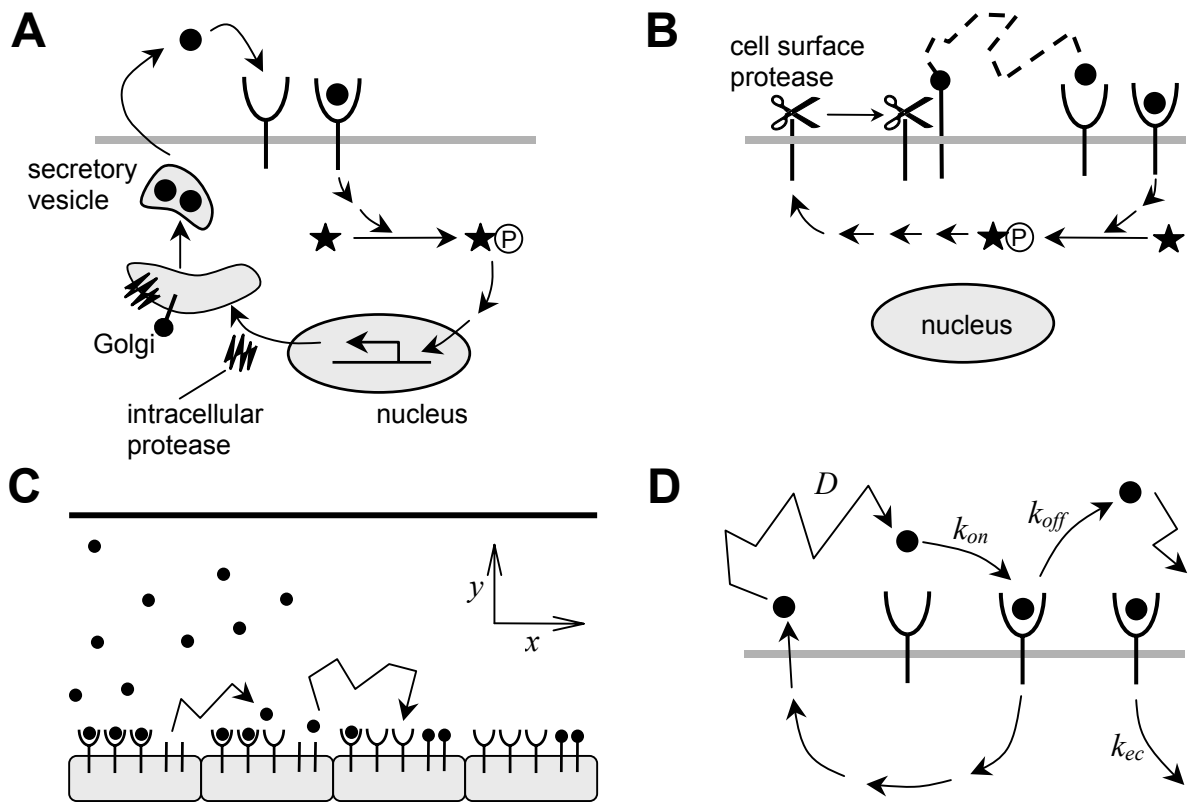 A
secretory
vesicle
P
Golgi
intracellular
protease
nucleus
B
cell surface
protease
P
nucleus
C
y
x
D
D
k_on
k_off
k_ec